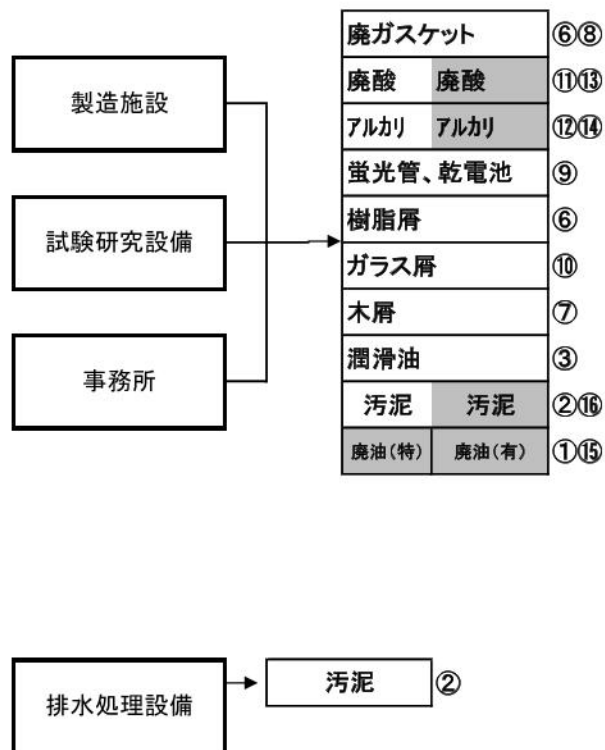 製造施設
試験研究設備
事務所
廃ガスケット ⑥⑧
廃酸 廃酸 ⑪⑬
アルカリ アルカリ ⑫⑭
蛍光管、乾電池 ⑨
樹脂屑 ⑥
ガラス屑 ⑩
木屑 ⑦
潤滑油 ③
汚泥 汚泥 ②⑯
廃油(特) 廃油(有) ①⑮
排水処理設備
汚泥 ②